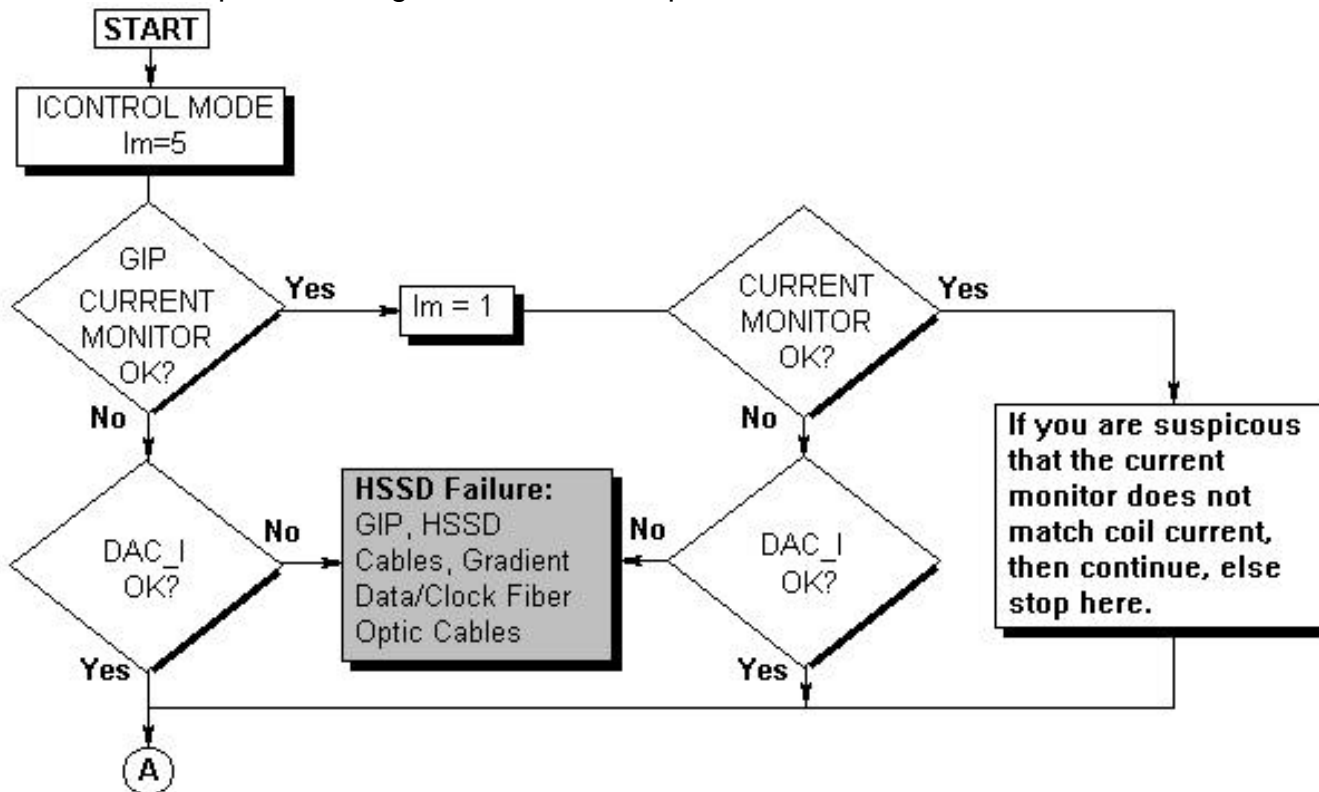 START
ICONTROL MODE
Im=5
GIP
CURRENT
MONITOR
OK?
Yes
No
Im = 1
CURRENT
MONITOR
OK?
Yes
No
If you are suspicous
that the current
monitor does not
match coil current,
then continue, else
stop here.
DAC_I
OK?
No
Yes
HSSD Failure:
GIP, HSSD
Cables, Gradient
Data/Clock Fiber
Optic Cables
No
DAC_I
OK?
Yes
A